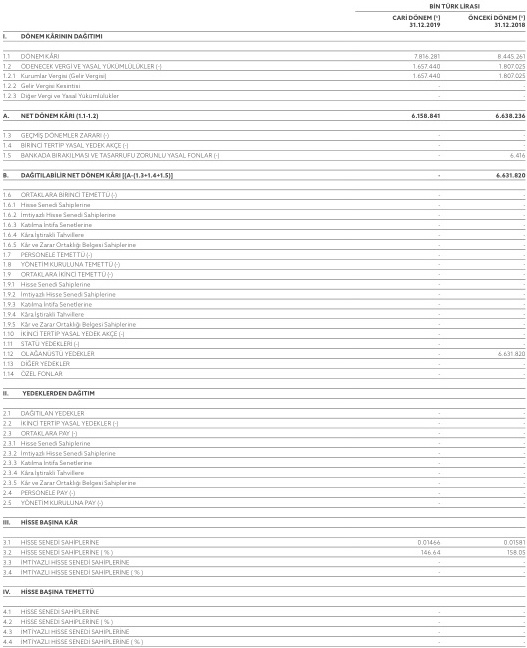 BİN TÜRK LİRASI
CARİ DÖNEM (*) ÖNCEKİ DÖNEM (*)
31.12.2019 31.12.2018
I. DÖNEM KÂRININ DAĞITIMI
1.1 DÖNEM KÂRI 7.816.281 8.445.261
1.2 ÖDENECEK VERGİ VE YASAL YÜKÜMLÜLÜKLER (-) 1.657.440 1.807.025
1.2.1 Kurumlar Vergisi (Gelir Vergisi) 1.657.440 1.807.025
1.2.2 Gelir Vergisi Kesintisi - -
1.2.3 Diğer Vergi ve Yasal Yükümlülükler - -
A. NET DÖNEM KÂRI (1.1-1.2) 6.158.841 6.638.236
1.3 GEÇMİŞ DÖNEMLER ZARARI (-) - -
1.4 BİRİNCİ TERTİP YASAL YEDEK AKÇE (-) - -
1.5 BANKADA BIRAKILMASI VE TASARRUFU ZORUNLU YASAL FONLAR (-) - 6.416
B. DAĞITILABİLİR NET DÖNEM KÂRI [(A-(1.3+1.4+1.5)] - 6.631.820
1.6 ORTAKLARA BİRİNCİ TEMETTÜ (-) - -
1.6.1 Hisse Senedi Sahiplerine - -
1.6.2 İmtiyazlı Hisse Senedi Sahiplerine - -
1.6.3 Katılma İntifa Senetlerine - -
1.6.4 Kâra İştirakli Tahvillere - -
1.6.5 Kâr ve Zarar Ortaklığı Belgesi Sahiplerine - -
1.7 PERSONELE TEMETTÜ (-) - -
1.8 YÖNETİM KURULUNA TEMETTÜ (-) - -
1.9 ORTAKLARA İKİNCİ TEMETTÜ (-) - -
1.9.1 Hisse Senedi Sahiplerine - -
1.9.2 İmtiyazlı Hisse Senedi Sahiplerine - -
1.9.3 Katılma İntifa Senetlerine - -
1.9.4 Kâra İştirakli Tahvillere - -
1.9.5 Kâr ve Zarar Ortaklığı Belgesi Sahiplerine - -
1.10 İKİNCİ TERTİP YASAL YEDEK AKÇE (-) - -
1.11 STATÜ YEDEKLERİ (-) - -
1.12 OLAĞANÜSTÜ YEDEKLER - 6.631.820
1.13 DİĞER YEDEKLER - -
1.14 ÖZEL FONLAR - -
II. YEDEKLERDEN DAĞITIM
2.1 DAĞITILAN YEDEKLER - -
2.2 İKİNCİ TERTİP YASAL YEDEKLER (-) - -
2.3 ORTAKLARA PAY (-) - -
2.3.1 Hisse Senedi Sahiplerine - -
2.3.2 İmtiyazlı Hisse Senedi Sahiplerine - -
2.3.3 Katılma İntifa Senetlerine - -
2.3.4 Kâra İştirakli Tahvillere - -
2.3.5 Kâr ve Zarar Ortaklığı Belgesi Sahiplerine - -
2.4 PERSONELE PAY (-) - -
2.5 YÖNETİM KURULUNA PAY (-) - -
III. HİSSE BAŞINA KÂR
3.1 HİSSE SENEDİ SAHİPLERİNE 0.01466 0.01581
3.2 HİSSE SENEDİ SAHİPLERİNE ( % ) 146.64 158.05
3.3 İMTİYAZLI HİSSE SENEDİ SAHİPLERİNE - -
3.4 İMTİYAZLI HİSSE SENEDİ SAHİPLERİNE ( % ) - -
IV. HİSSE BAŞINA TEMETTÜ
4.1 HİSSE SENEDİ SAHİPLERİNE - -
4.2 HİSSE SENEDİ SAHİPLERİNE ( % ) - -
4.3 İMTİYAZLI HİSSE SENEDİ SAHİPLERİNE - -
4.4 İMTİYAZLI HİSSE SENEDİ SAHİPLERİNE ( % ) - -